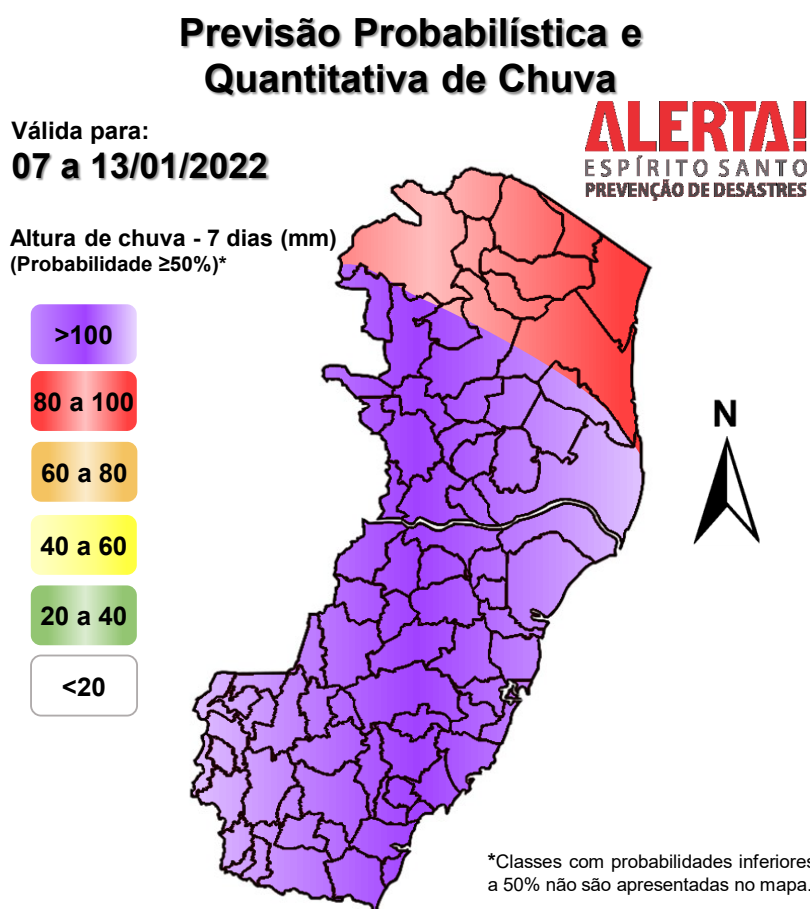 Previsão Probabilística e
Quantitativa de Chuva
ALERTA!
ESPÍRITO SANTO
PREVENÇÃO DE DESASTRES
Válida para:
07 a 13/01/2022
Altura de chuva - 7 dias (mm)
(Probabilidade ≥50%)*
>100
80 a 100
60 a 80
40 a 60
20 a 40
<20
N
*Classes com probabilidades inferiores
a 50% não são apresentadas no mapa.